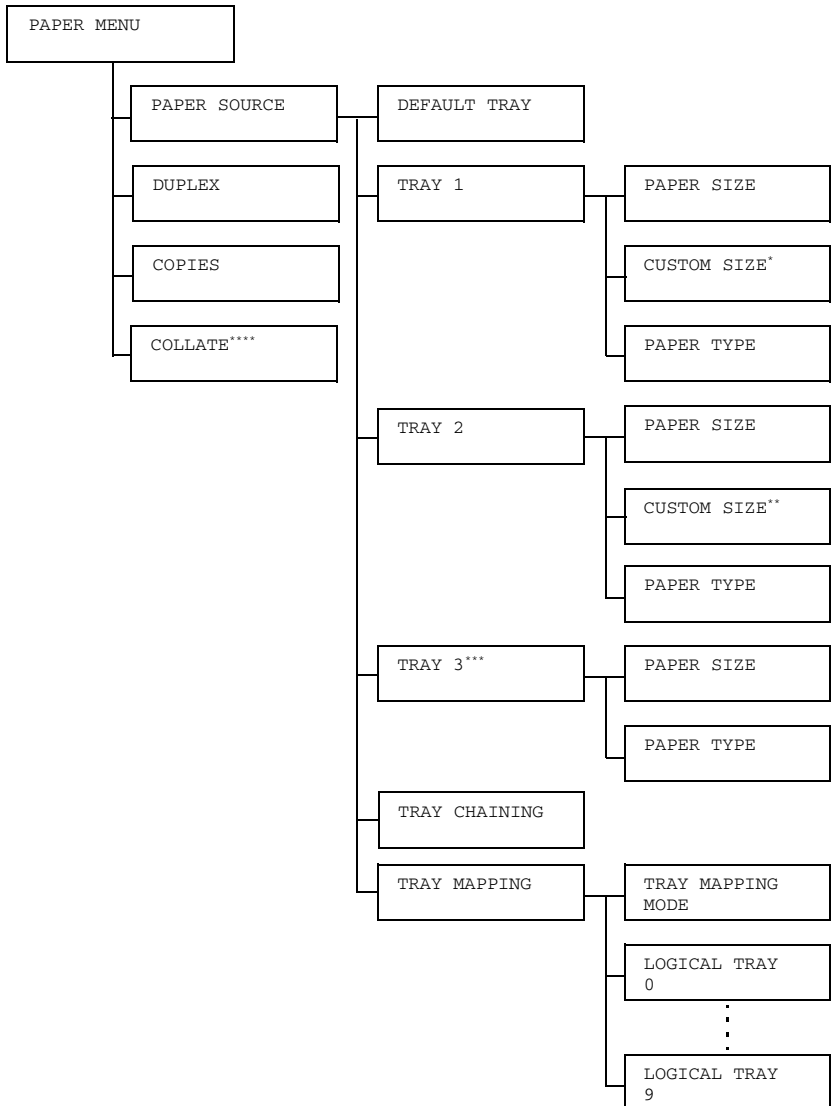 PAPER MENU
PAPER SOURCE
DEFAULT TRAY
DUPLEX
TRAY 1
PAPER SIZE
COPIES
CUSTOM SIZE*
COLLATE****
PAPER TYPE
TRAY 2
PAPER SIZE
CUSTOM SIZE**
PAPER TYPE
TRAY 3***
PAPER SIZE
PAPER TYPE
TRAY CHAINING
TRAY MAPPING
TRAY MAPPING
MODE
LOGICAL TRAY
0
LOGICAL TRAY
9